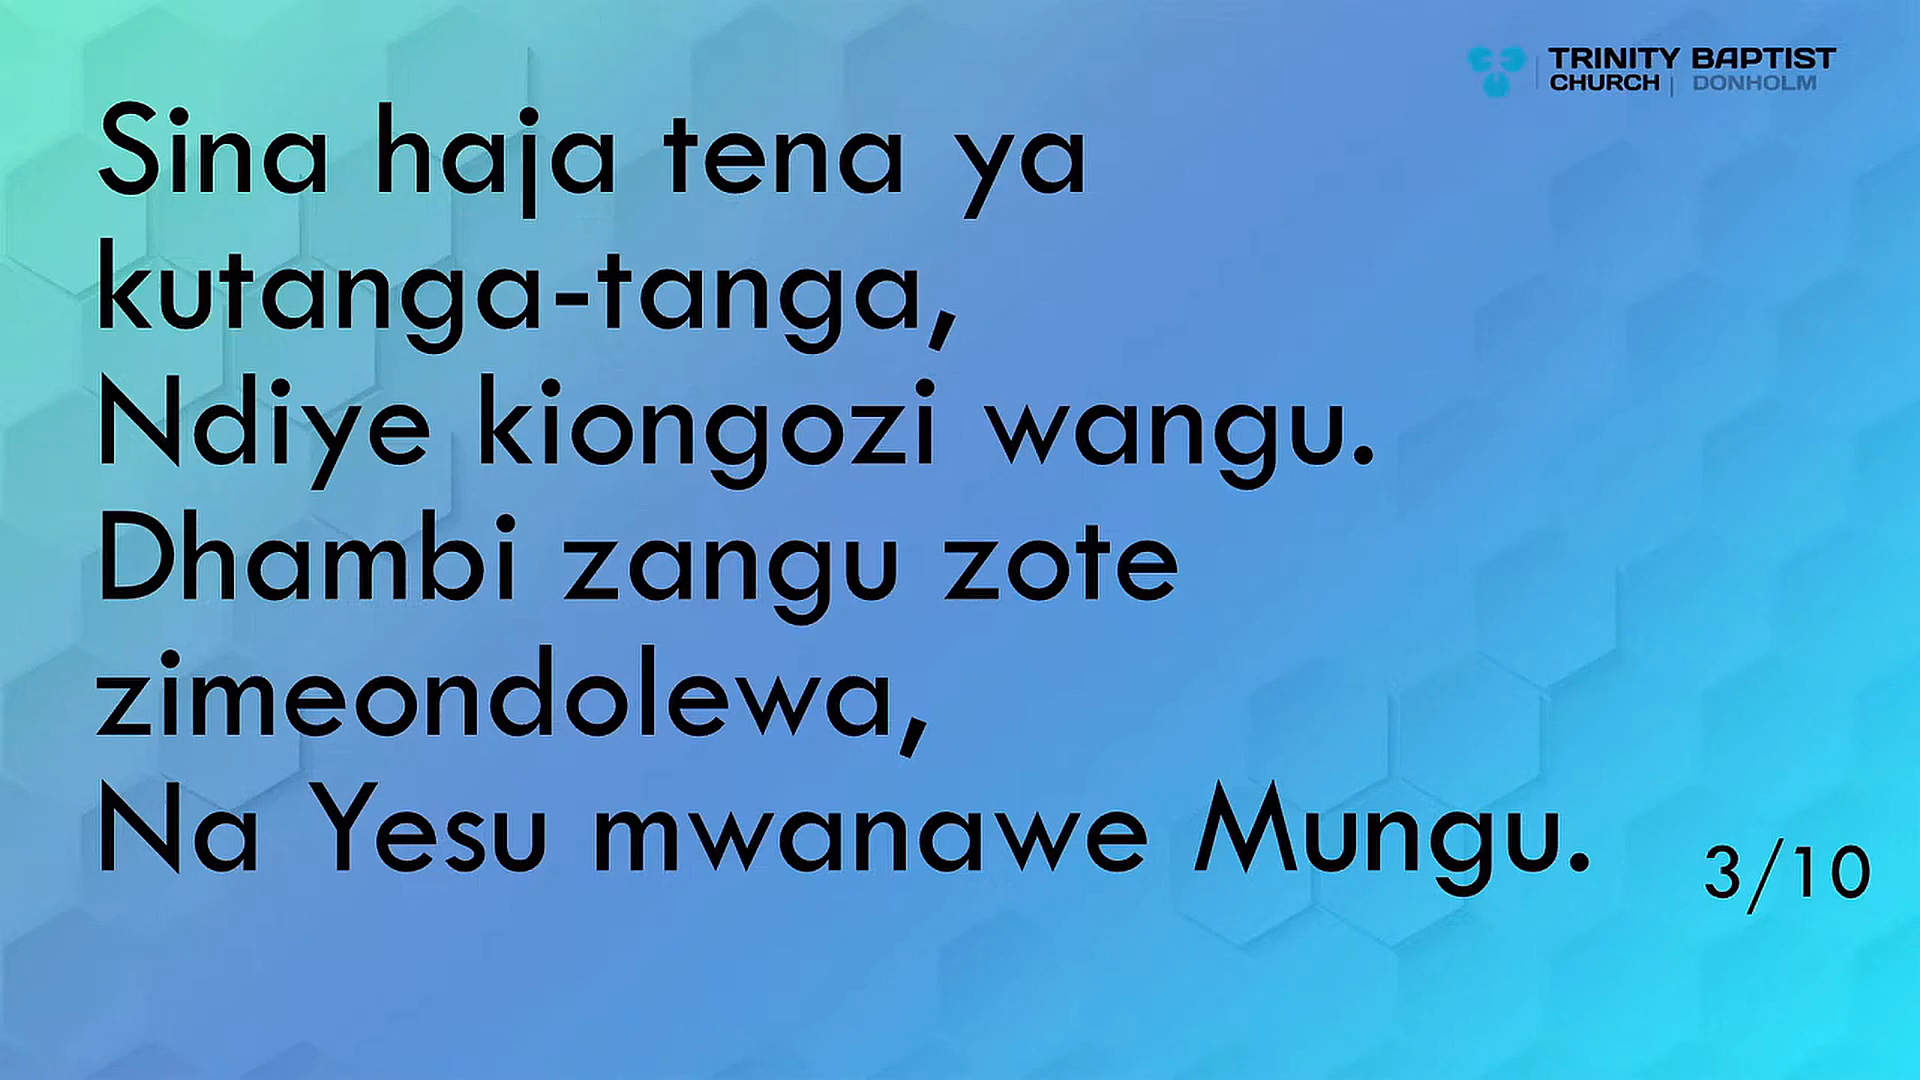 TRINITY BAPTIST
CHURCH | DONHOLM
Sina haja tena ya
kutanga-tanga,
Ndiye kiongozi wangu.
Dhambi zangu zote
zimeondolewa,
Na Yesu mwanawe Mungu.
3/10